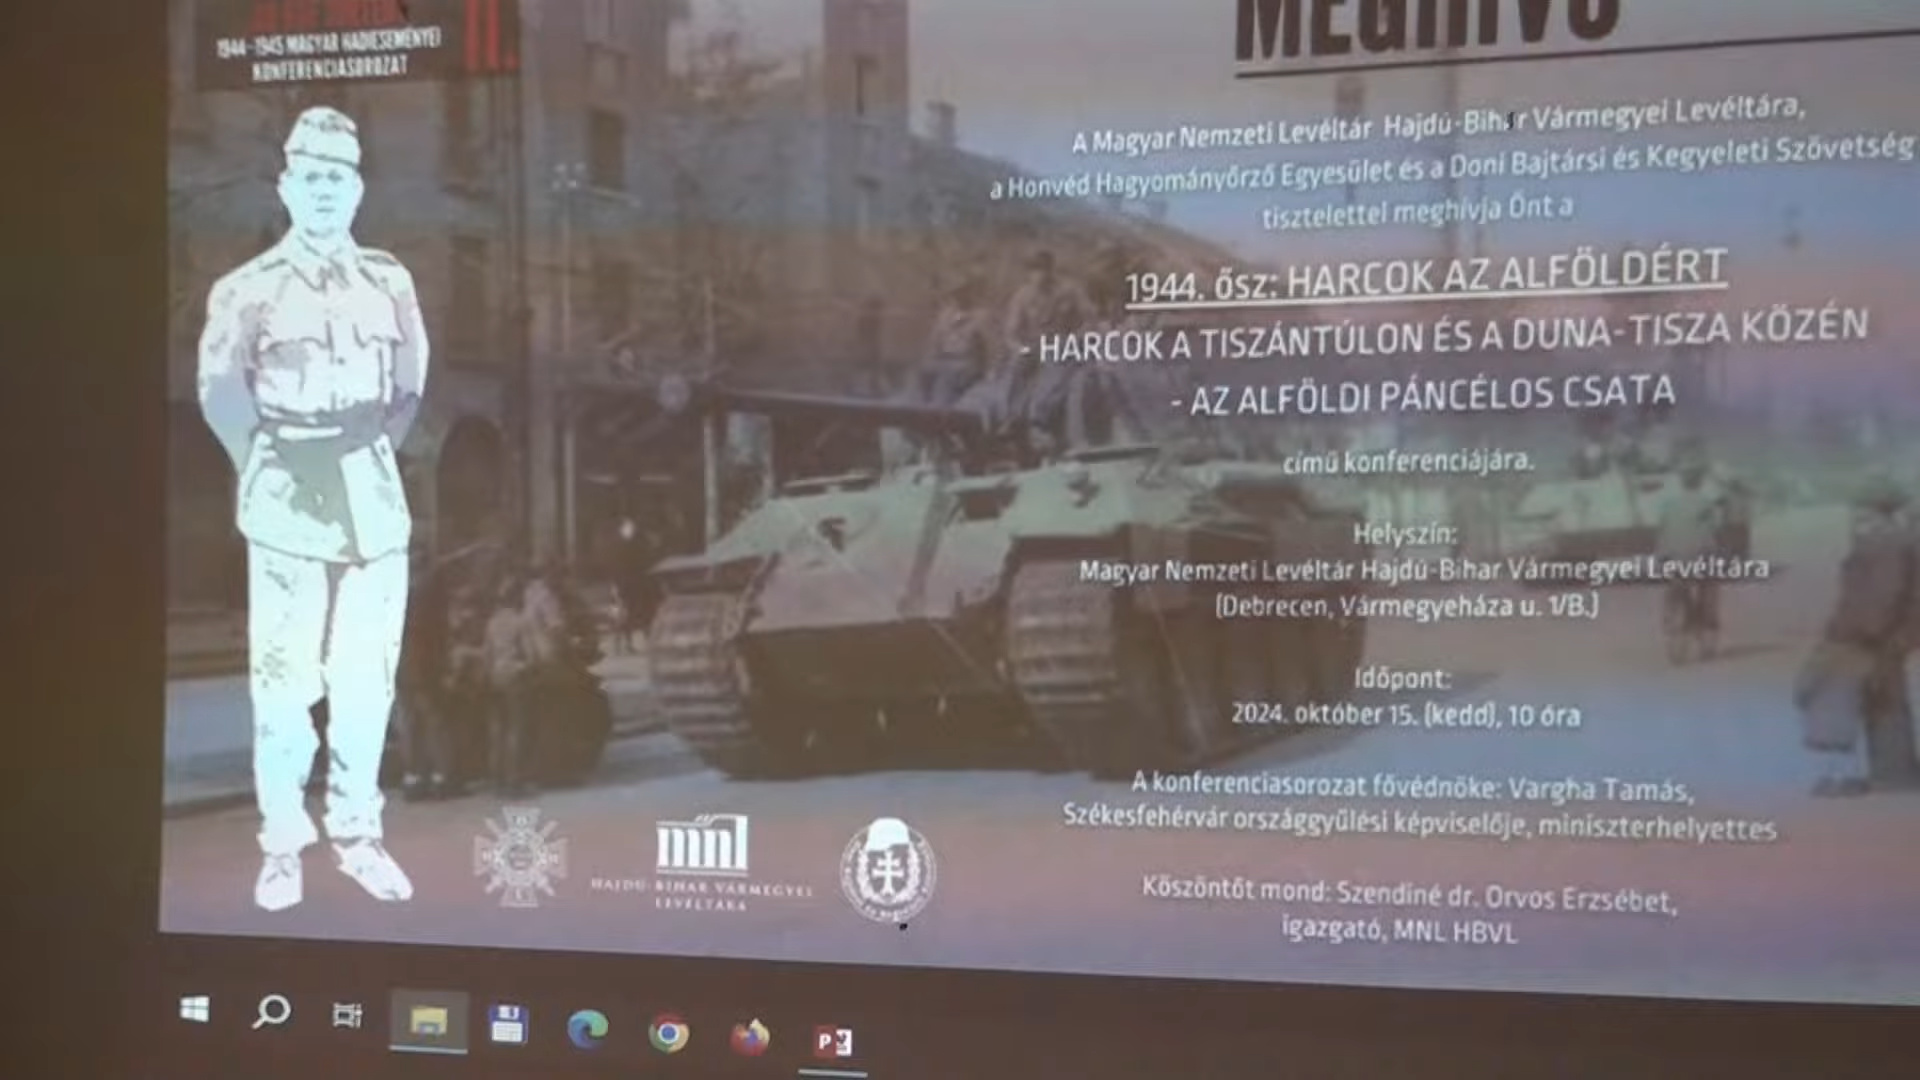 1944-1945 MAGYAR HADIESEMÉNYEI
KONFERENCIASOROZAT
II.
MEGHÍVÓ
A Magyar Nemzeti Levéltár Hajdú-Bihar Vármegyei Levéltára,
a Honvéd Hagyományőrző Egyesület és a Doni Bajtársi és Kegyeleti Szövetség
tisztelettel meghívja Önt a
1944. ősz: HARCOK AZ ALFÖLDÉRT
- HARCOK A TISZÁNTÚLON ÉS A DUNA-TISZA KÖZÉN
- AZ ALFÖLDI PÁNCÉLOS CSATA
című konferenciájára.
Helyszín:
Magyar Nemzeti Levéltár Hajdú-Bihar Vármegyei Levéltára
(Debrecen, Vármegyeháza u. 1/B.)
Időpont:
2024. október 15. (kedd), 10 óra
A konferenciasorozat fővédnöke: Vargha Tamás,
Székesfehérvár országgyűlési képviselője, miniszterhelyettes
Köszöntőt mond: Szendiné dr. Orvos Erzsébet,
igazgató, MNL HBVL
mnl
HAJDÚ-BIHAR VÁRMEGYEI
LEVÉLTÁRA